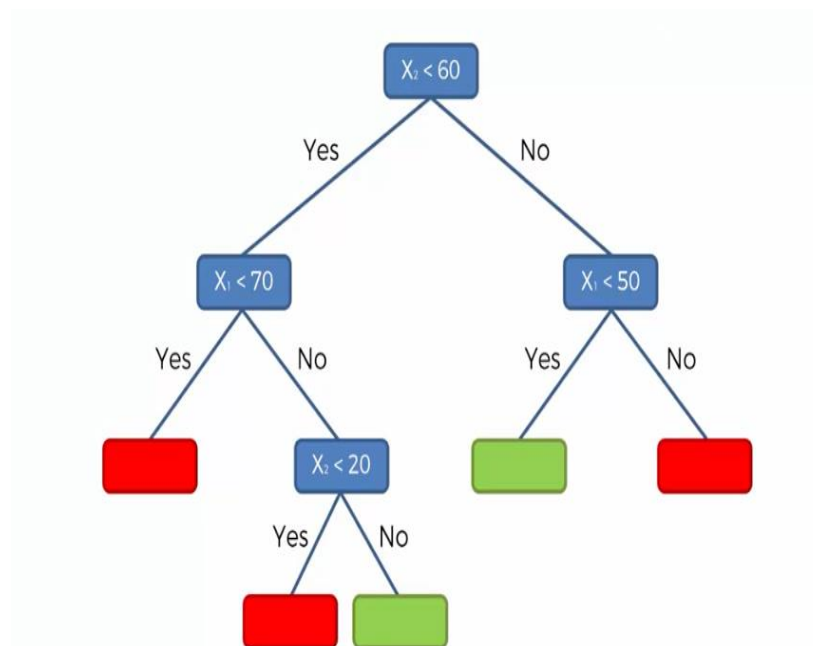 X₂ < 60
Yes
No
X₁ < 70
X₁ < 50
Yes
No
Yes
No
X₂ < 20
Yes
No